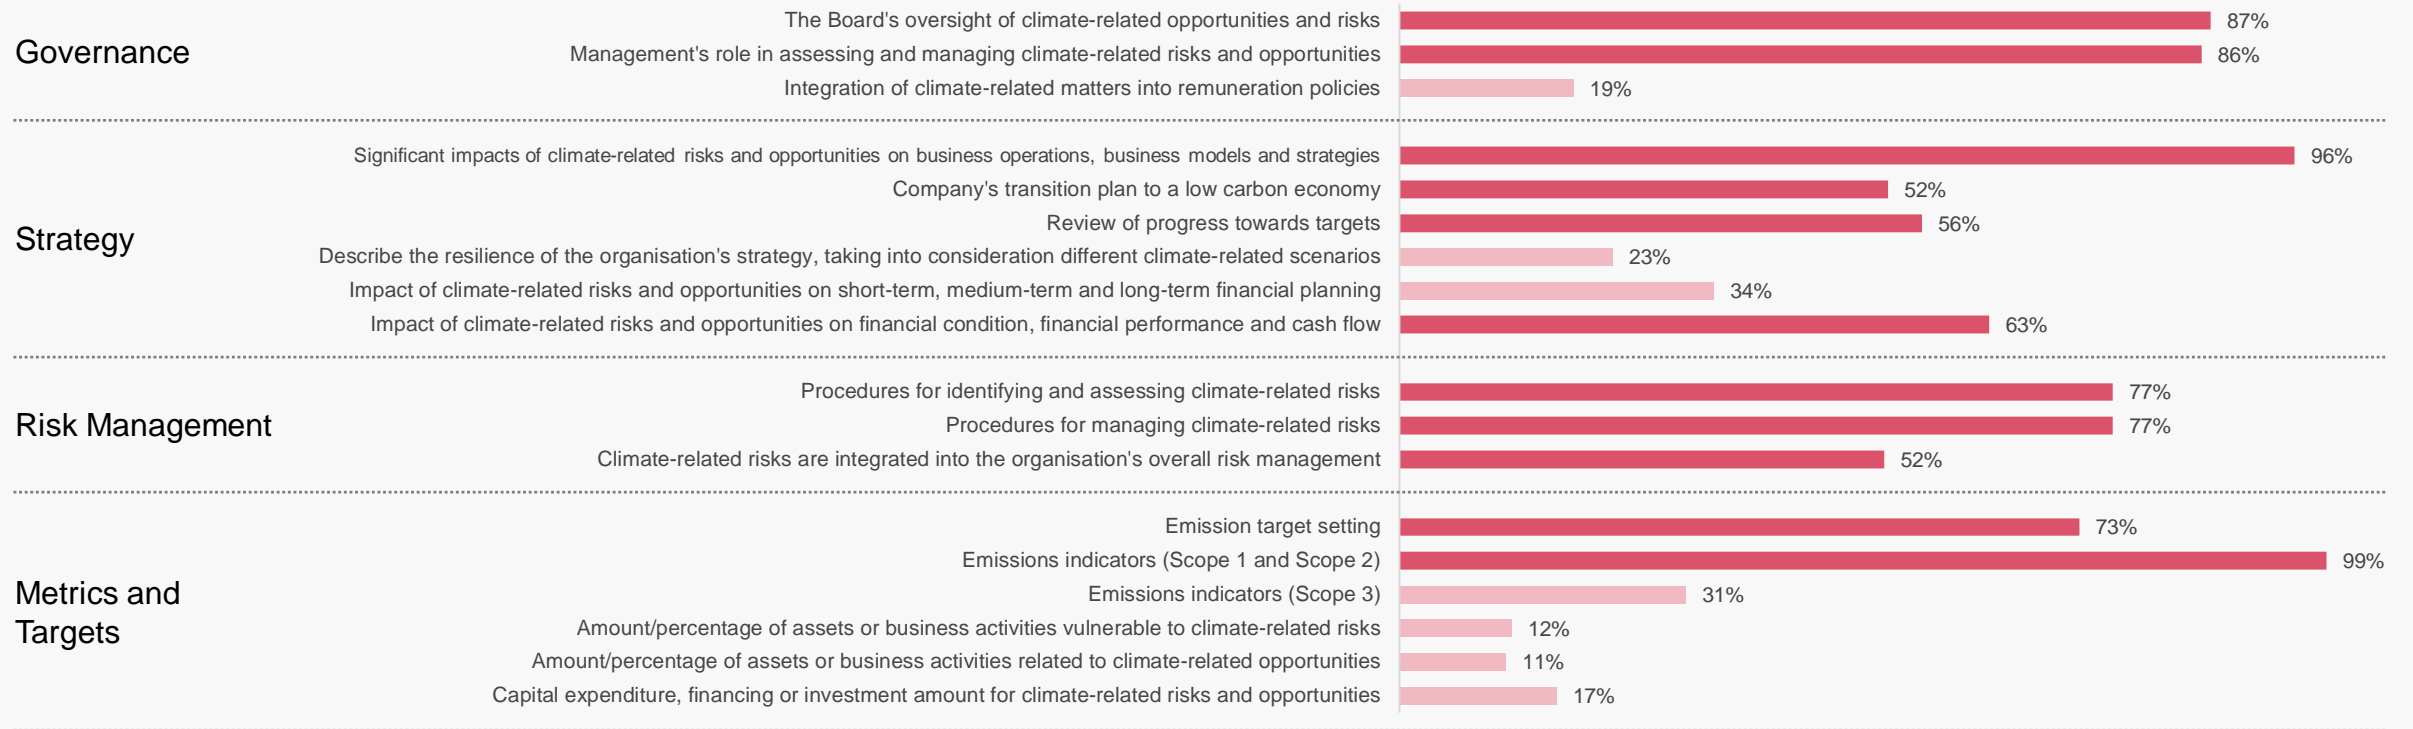 Governance
The Board's oversight of climate-related opportunities and risks 87%
Management's role in assessing and managing climate-related risks and opportunities 86%
Integration of climate-related matters into remuneration policies 19%
Strategy
Significant impacts of climate-related risks and opportunities on business operations, business models and strategies 96%
Company's transition plan to a low carbon economy 52%
Review of progress towards targets 56%
Describe the resilience of the organisation's strategy, taking into consideration different climate-related scenarios 23%
Impact of climate-related risks and opportunities on short-term, medium-term and long-term financial planning 34%
Impact of climate-related risks and opportunities on financial condition, financial performance and cash flow 63%
Risk Management
Procedures for identifying and assessing climate-related risks 77%
Procedures for managing climate-related risks 77%
Climate-related risks are integrated into the organisation's overall risk management 52%
Metrics and
Targets
Emission target setting 73%
Emissions indicators (Scope 1 and Scope 2) 99%
Emissions indicators (Scope 3) 31%
Amount/percentage of assets or business activities vulnerable to climate-related risks 12%
Amount/percentage of assets or business activities related to climate-related opportunities 11%
Capital expenditure, financing or investment amount for climate-related risks and opportunities 17%